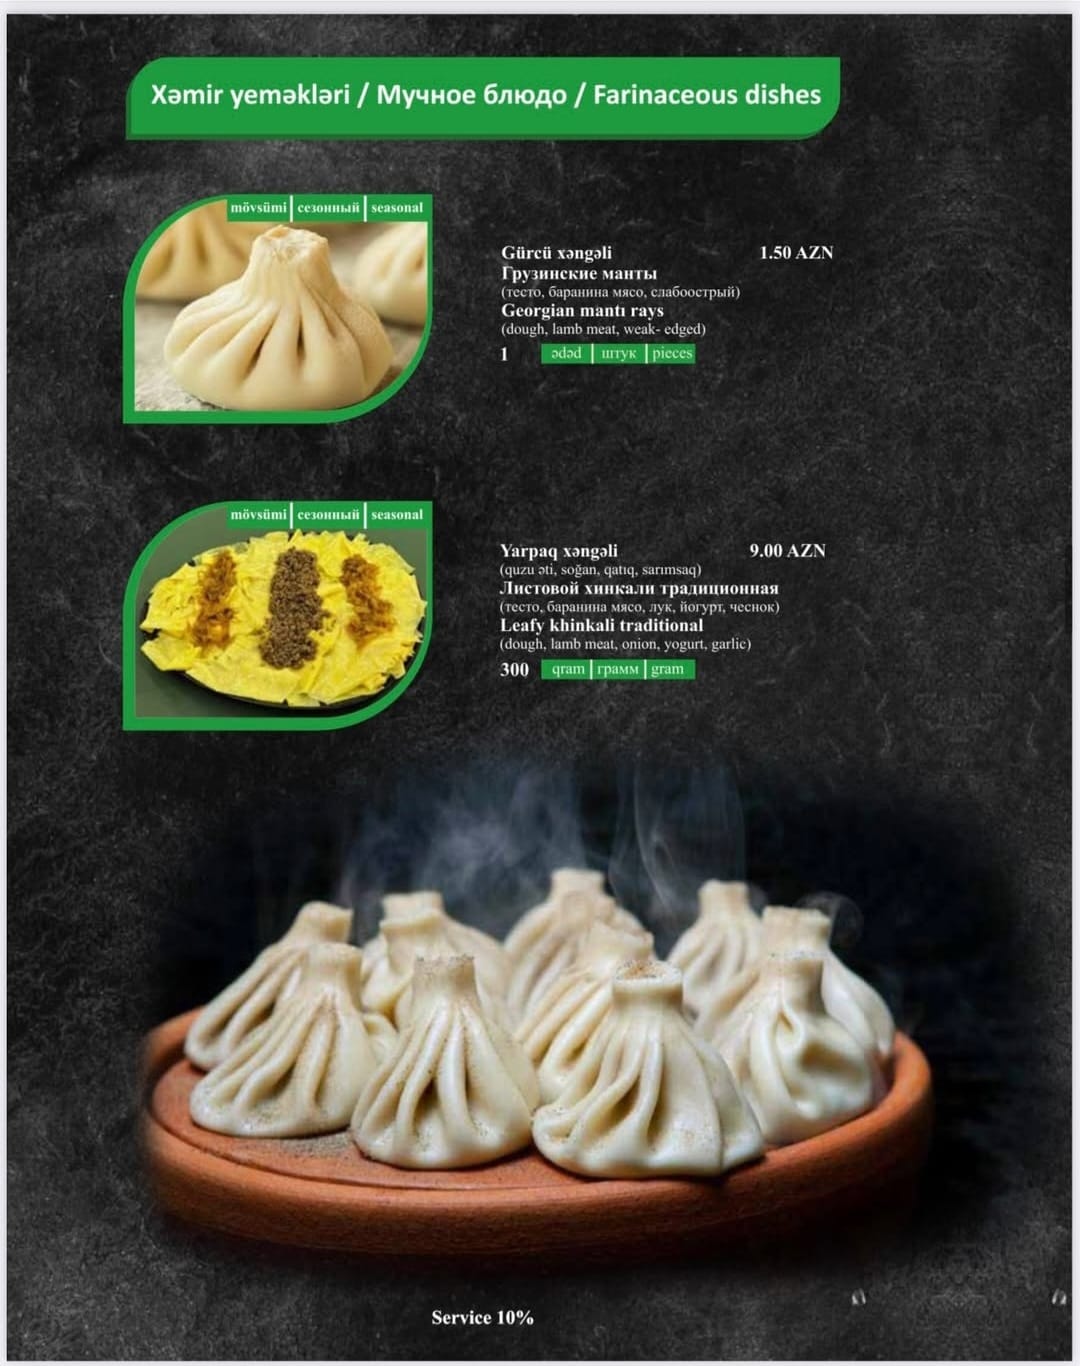 Xəmir yeməkləri / Мучное блюдо / Farinaceous dishes
mövsümi сезонный seasonal
Gürcü xəngəli 1.50 AZN
Грузинские манты
(тесто, баранина мясо, слабоострый)
Georgian mantı rays
(dough, lamb meat, weak- edged)
1 ədəd штук pieces
mövsümi сезонный seasonal
Yarpaq xəngəli 9.00 AZN
(quzu əti, soğan, qatıq, sarımsaq)
Листовой хинкали традиционная
(тесто, баранина мясо, лук, йогурт, чеснок)
Leafy khinkali traditional
(dough, lamb meat, onion, yogurt, garlic)
300 qram грамм gram
Service 10%